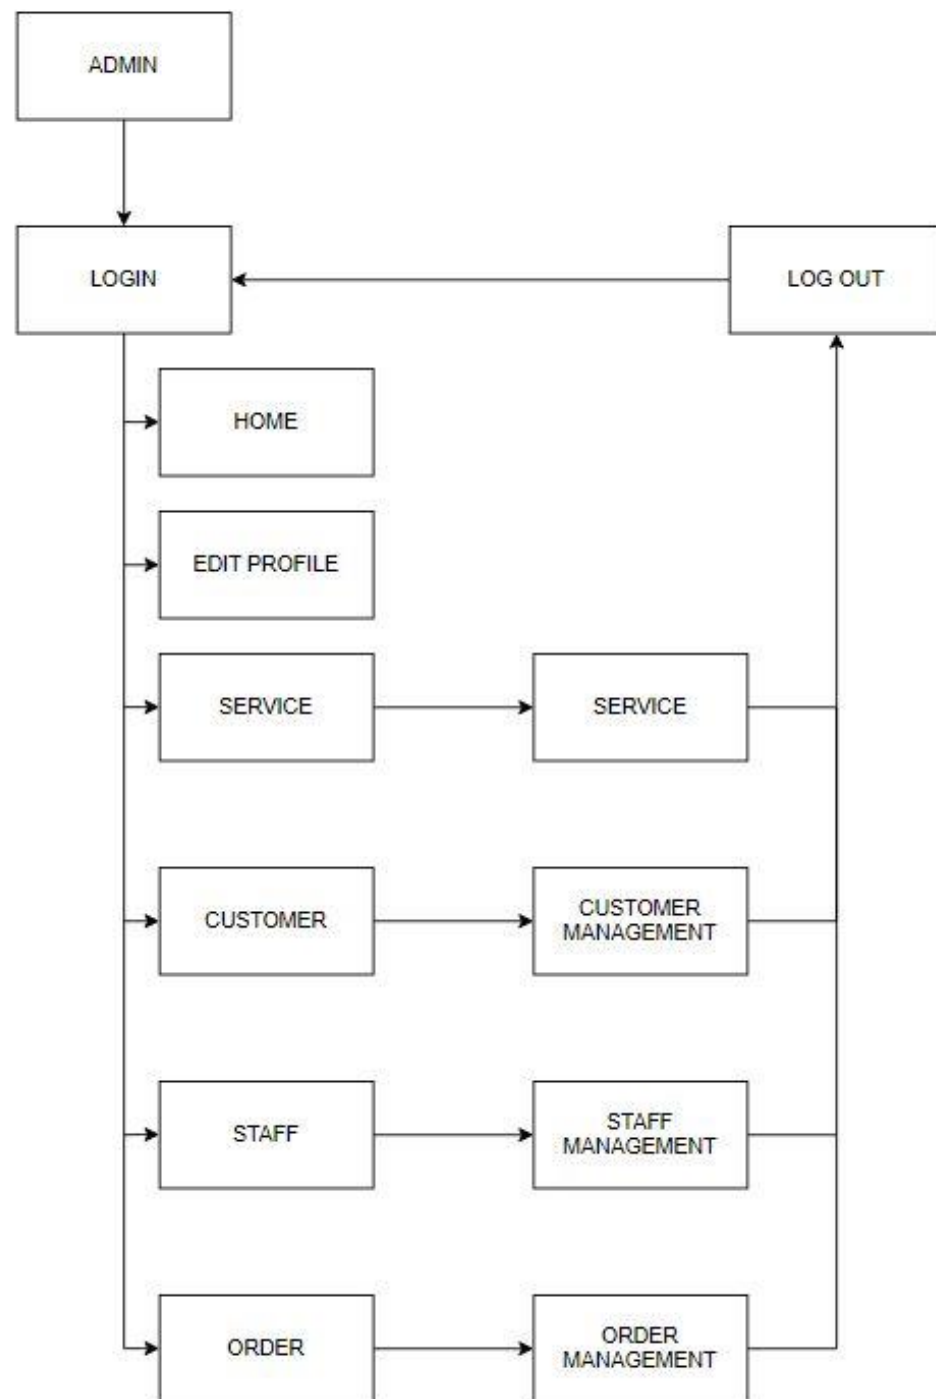 ADMIN
LOGIN
LOG OUT
HOME
EDIT PROFILE
SERVICE
SERVICE
CUSTOMER
CUSTOMER
MANAGEMENT
STAFF
STAFF
MANAGEMENT
ORDER
ORDER
MANAGEMENT